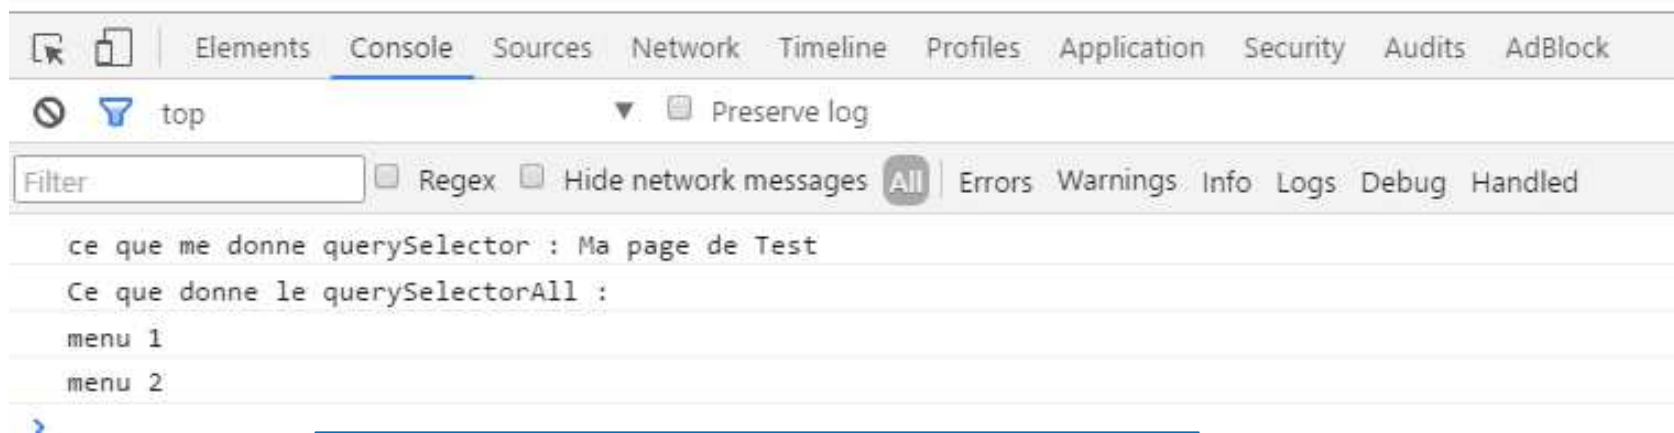 Elements Console Sources Network Timeline Profiles Application Security Audits AdBlock
top ▼ Preserve log
Filter Regex Hide network messages All Errors Warnings Info Logs Debug Handled
ce que me donne querySelector : Ma page de Test
Ce que donne le querySelectorAll :
menu 1
menu 2